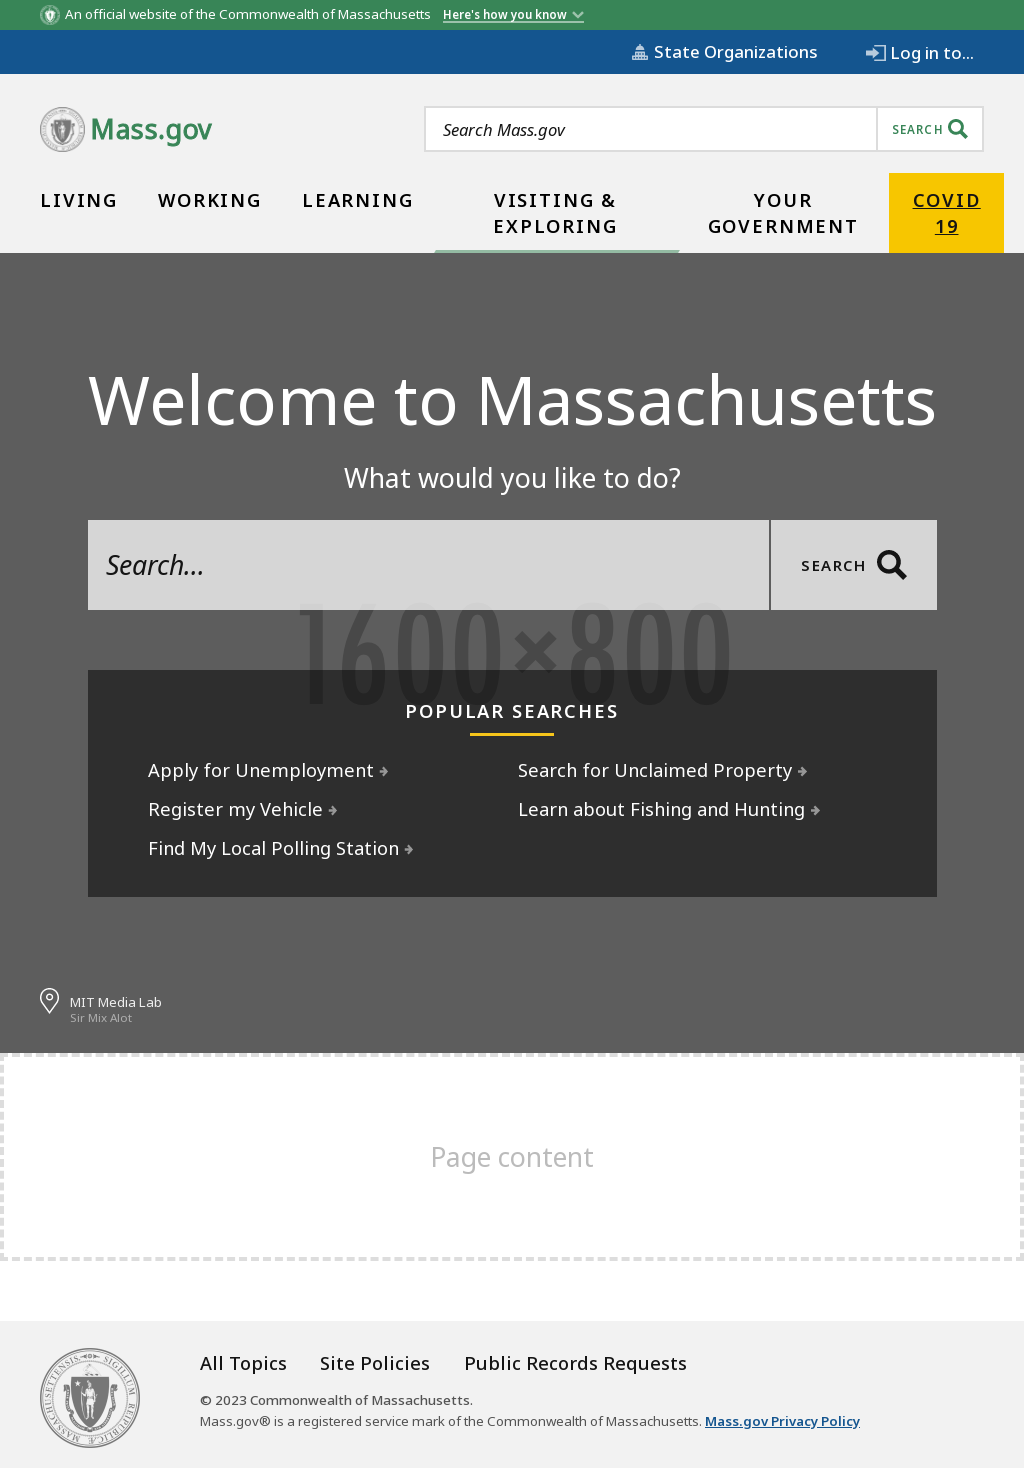 An official website of the Commonwealth of Massachusetts Here's how you know
State Organizations Log in to...
Mass.gov
Search Mass.gov
SEARCH
LIVING WORKING LEARNING
VISITING &
EXPLORING
YOUR
GOVERNMENT
COVID
19
Welcome to Massachusetts
What would you like to do?
Search...
SEARCH
1600×800
POPULAR SEARCHES
Apply for Unemployment
Search for Unclaimed Property
Register my Vehicle
Learn about Fishing and Hunting
Find My Local Polling Station
MIT Media Lab
Sir Mix Alot
Page content
All Topics Site Policies Public Records Requests
© 2023 Commonwealth of Massachusetts.
Mass.gov® is a registered service mark of the Commonwealth of Massachusetts. Mass.gov Privacy Policy